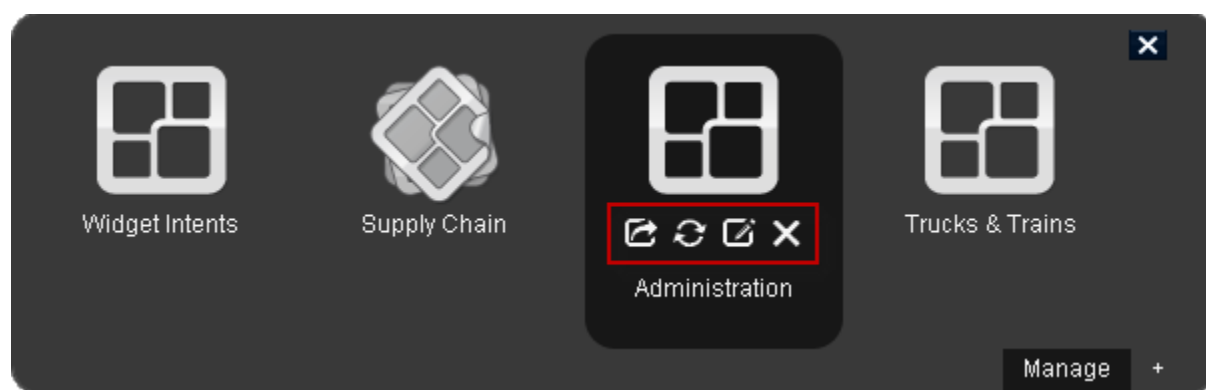 Widget Intents
Supply Chain
Administration
Trucks & Trains
Manage +